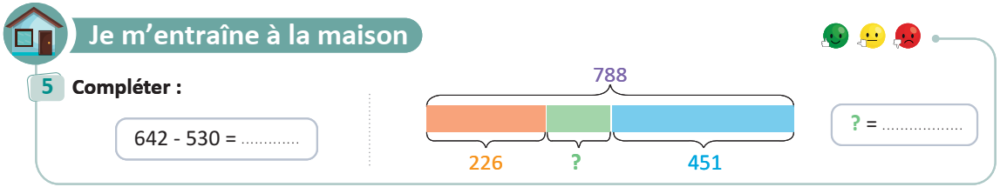 Je m’entraîne à la maison
5 Compléter :
788
642 - 530 = .............
? = ..................
226 ? 451